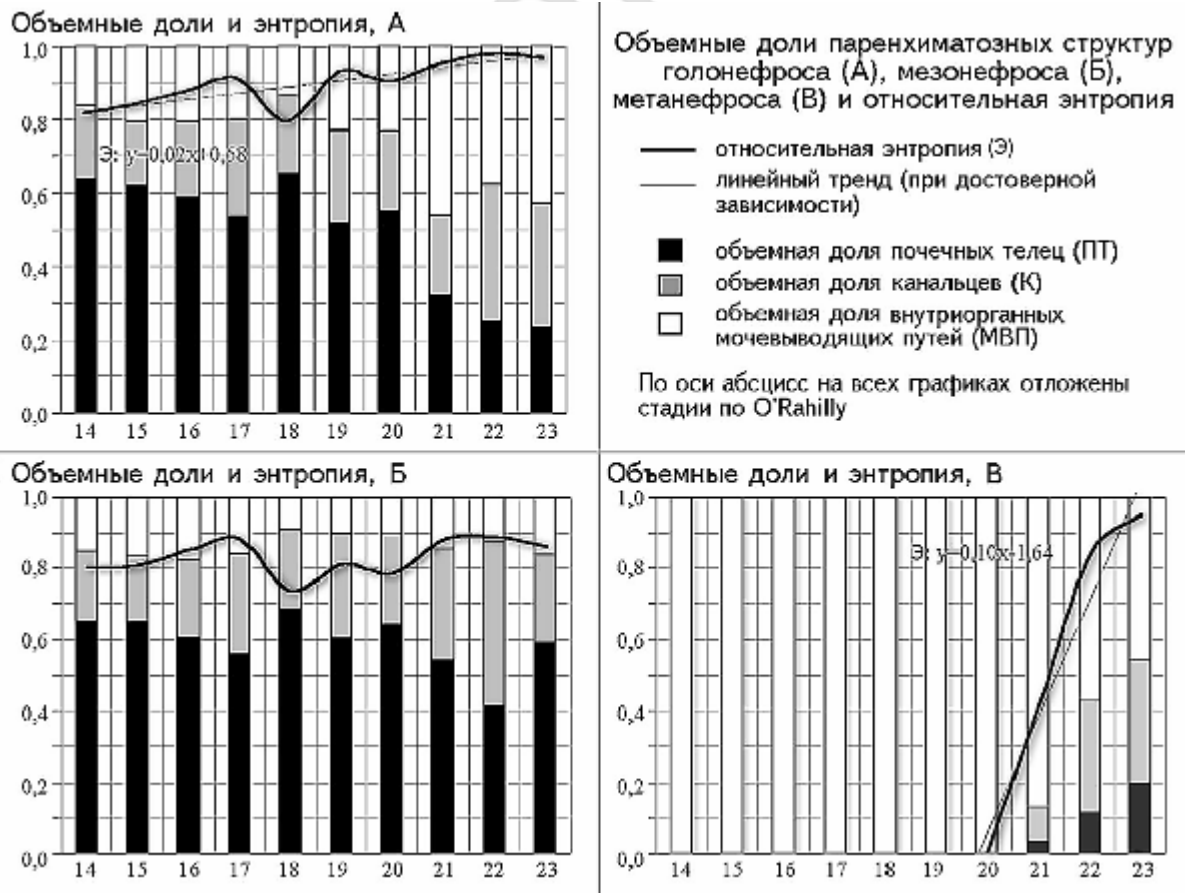 Объемные доли и энтропия, А
1,0
0,8
0,6
0,4
0,2
0,0
Э: y=0,02x+0,68
14 15 16 17 18 19 20 21 22 23
Объемные доли паренхиматозных структур
голонефроса (А), мезонефроса (Б),
метанефроса (В) и относительная энтропия
относительная энтропия (Э)
линейный тренд (при достоверной
зависимости)
объемная доля почечных телец (ПТ)
объемная доля канальцев (К)
объемная доля внутриорганных
мочевыводящих путей (МВП)
По оси абсцисс на всех графиках отложены
стадии по O'Rahilly
Объемные доли и энтропия, Б
1,0
0,8
0,6
0,4
0,2
0,0
14 15 16 17 18 19 20 21 22 23
Объемные доли и энтропия, В
1,0
0,8
0,6
0,4
0,2
0,0
Э: y=0,10x-1,64
14 15 16 17 18 19 20 21 22 23